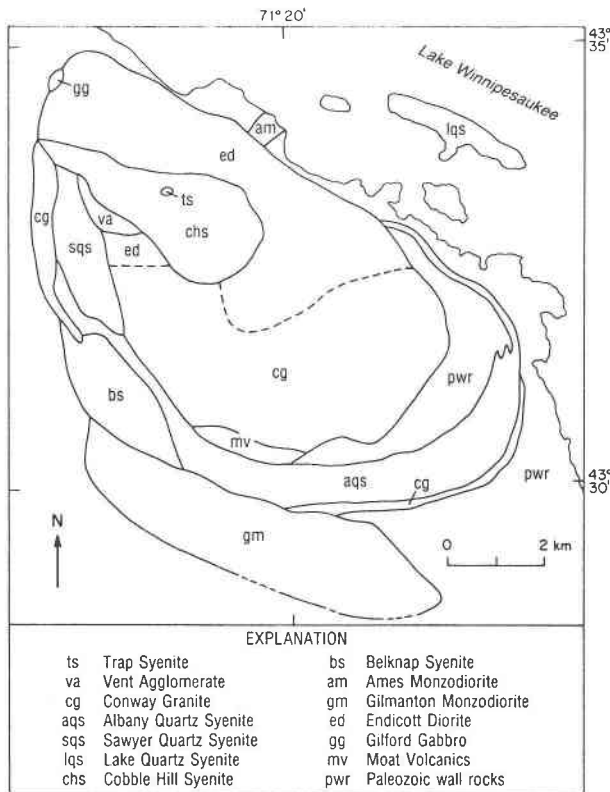 71° 20'
43°
35'
Lake Winnipesaukee
gg
am
lqs
ed
ts
cg
va
chs
sqs
ed
cg
pwr
bs
mv
aqs
cg
pwr
43°
30'
gm
N
0 2 km
71° 20'
EXPLANATION
ts Trap Syenite
va Vent Agglomerate
cg Conway Granite
aqs Albany Quartz Syenite
sqs Sawyer Quartz Syenite
lqs Lake Quartz Syenite
chs Cobble Hill Syenite
bs Belknap Syenite
am Ames Monzodiorite
gm Gilmanton Monzodiorite
ed Endicott Diorite
gg Gilford Gabbro
mv Moat Volcanics
pwr Paleozoic wall rocks